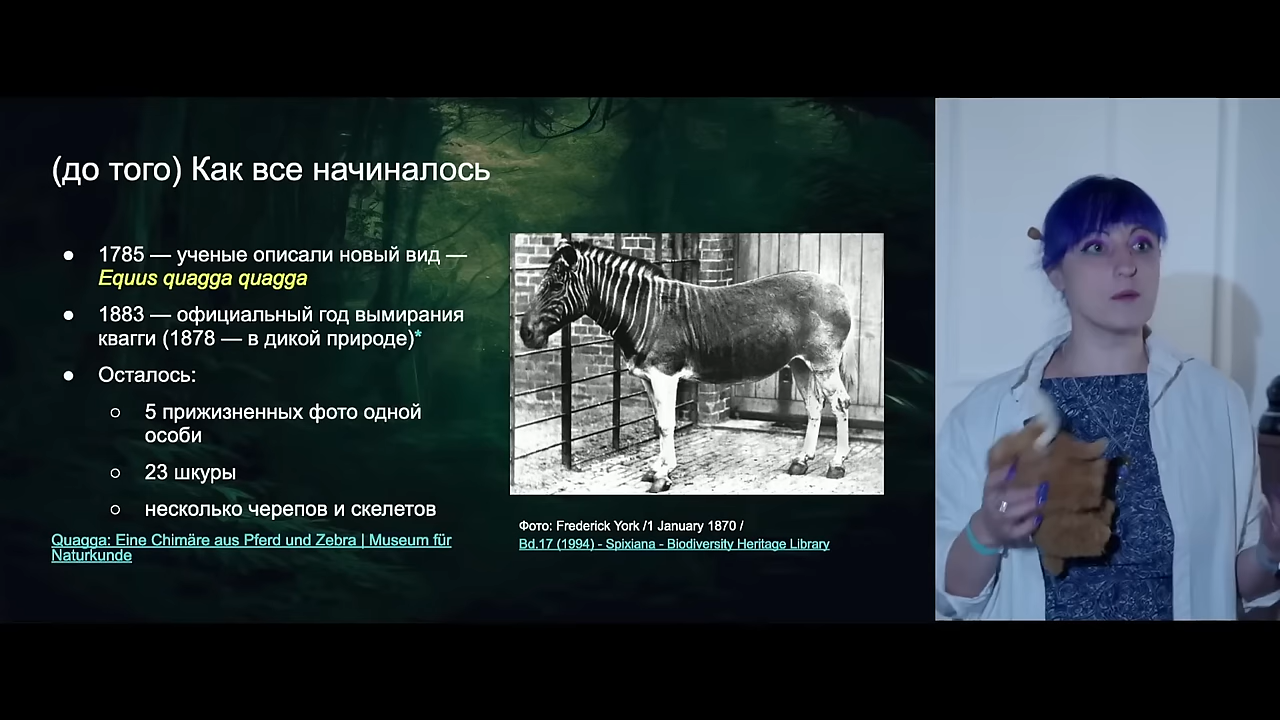 (до того) Как все начиналось
● 1785 — ученые описали новый вид —
Equus quagga quagga
● 1883 — официальный год вымирания
квагги (1878 — в дикой природе)*
● Осталось:
○ 5 прижизненных фото одной
особи
○ 23 шкуры
○ несколько черепов и скелетов
Quagga: Eine Chimäre aus Pferd und Zebra | Museum für
Naturkunde
Фото: Frederick York /1 January 1870 /
Bd.17 (1994) - Spixiana - Biodiversity Heritage Library